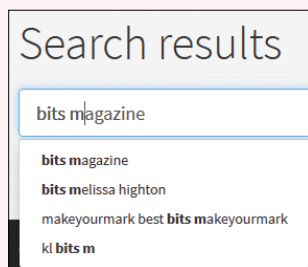 Search results
bits magazine
bits magazine
bits melissa highton
makeyourmark best bits makeyourmark
kl bits m